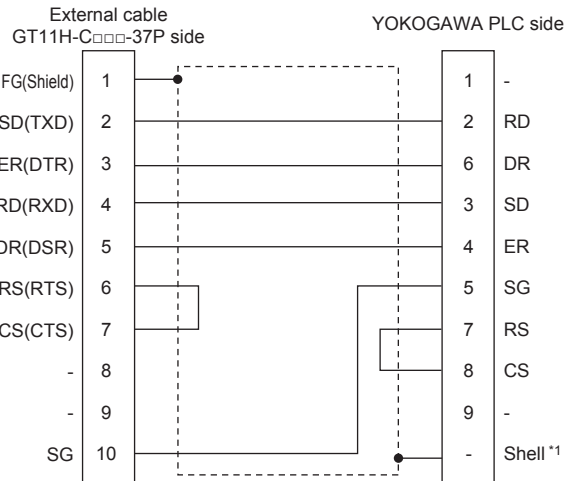 External cable
GT11H-C□□□-37P side
YOKOGAWA PLC side
FG(Shield) 1 1 -
SD(TXD) 2 2 RD
ER(DTR) 3 6 DR
RD(RXD) 4 3 SD
DR(DSR) 5 4 ER
RS(RTS) 6 5 SG
CS(CTS) 7 7 RS
- 8 8 CS
- 9 9 -
SG 10 - Shell *1